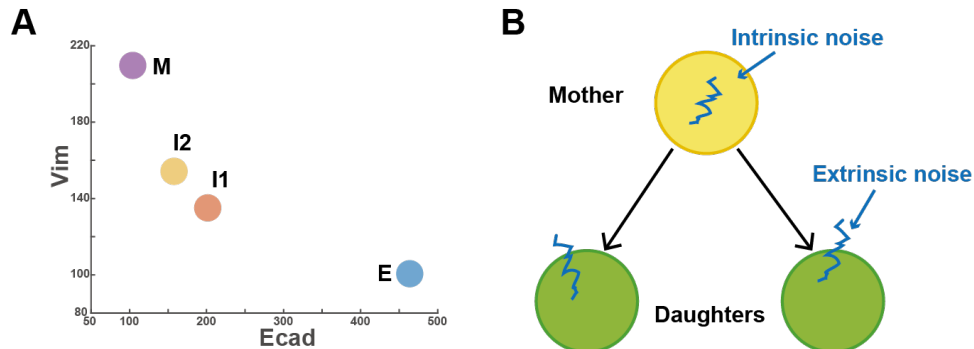 A
220
180
140
100
80
Vim
M
I2
I1
E
50
100
200
300
400
500
Ecad
B
Intrinsic noise
Mother
Extrinsic noise
Daughters